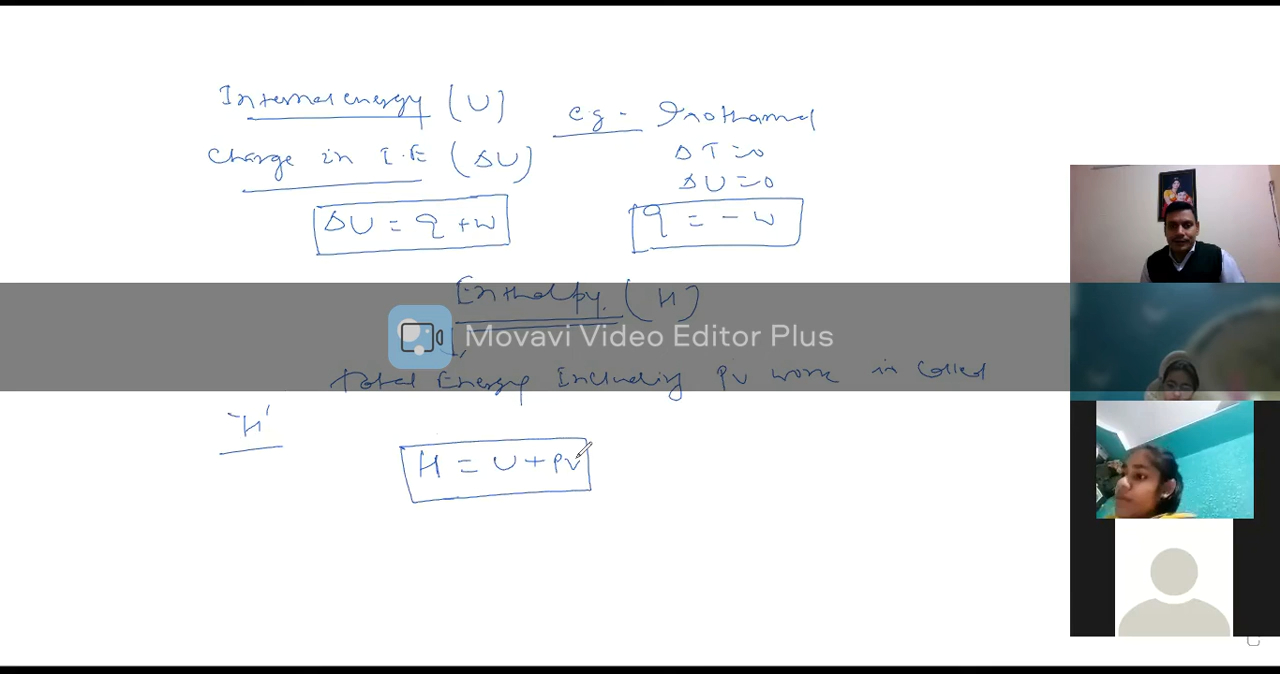 Internal energy (U)
e.g - Isothermal
Change in I.E (ΔU)
ΔT = 0
ΔU = 0
ΔU = q + w
q = - w
Enthalpy (H)
Movavi Video Editor Plus
Total Energy Including PV work is called
'H'
H = U + PV